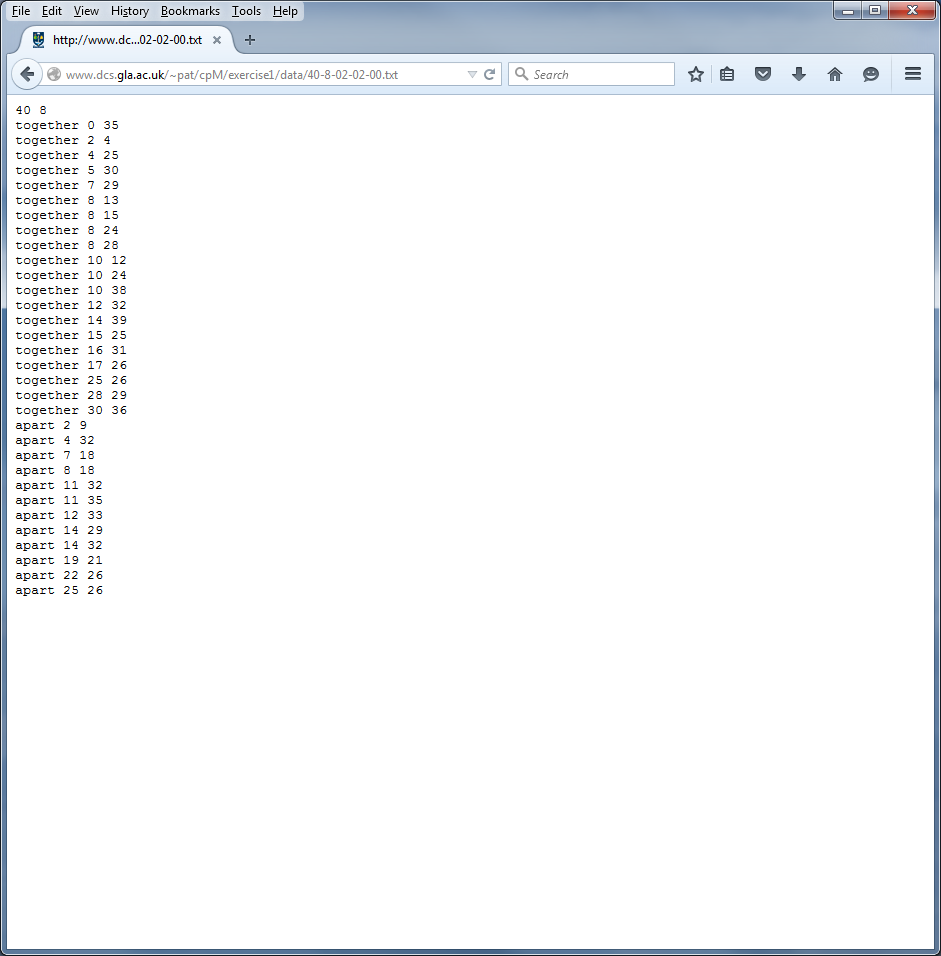 File Edit View History Bookmarks Tools Help
http://www.dc...02-02-00.txt
www.dcs.gla.ac.uk/~pat/cpM/exercise1/data/40-8-02-02-00.txt
Search
40 8
together 0 35
together 2 4
together 4 25
together 5 30
together 7 29
together 8 13
together 8 15
together 8 24
together 8 28
together 10 12
together 10 24
together 10 38
together 12 32
together 14 39
together 15 25
together 16 31
together 17 26
together 25 26
together 28 29
together 30 36
apart 2 9
apart 4 32
apart 7 18
apart 8 18
apart 11 32
apart 11 35
apart 12 33
apart 14 29
apart 14 32
apart 19 21
apart 22 26
apart 25 26